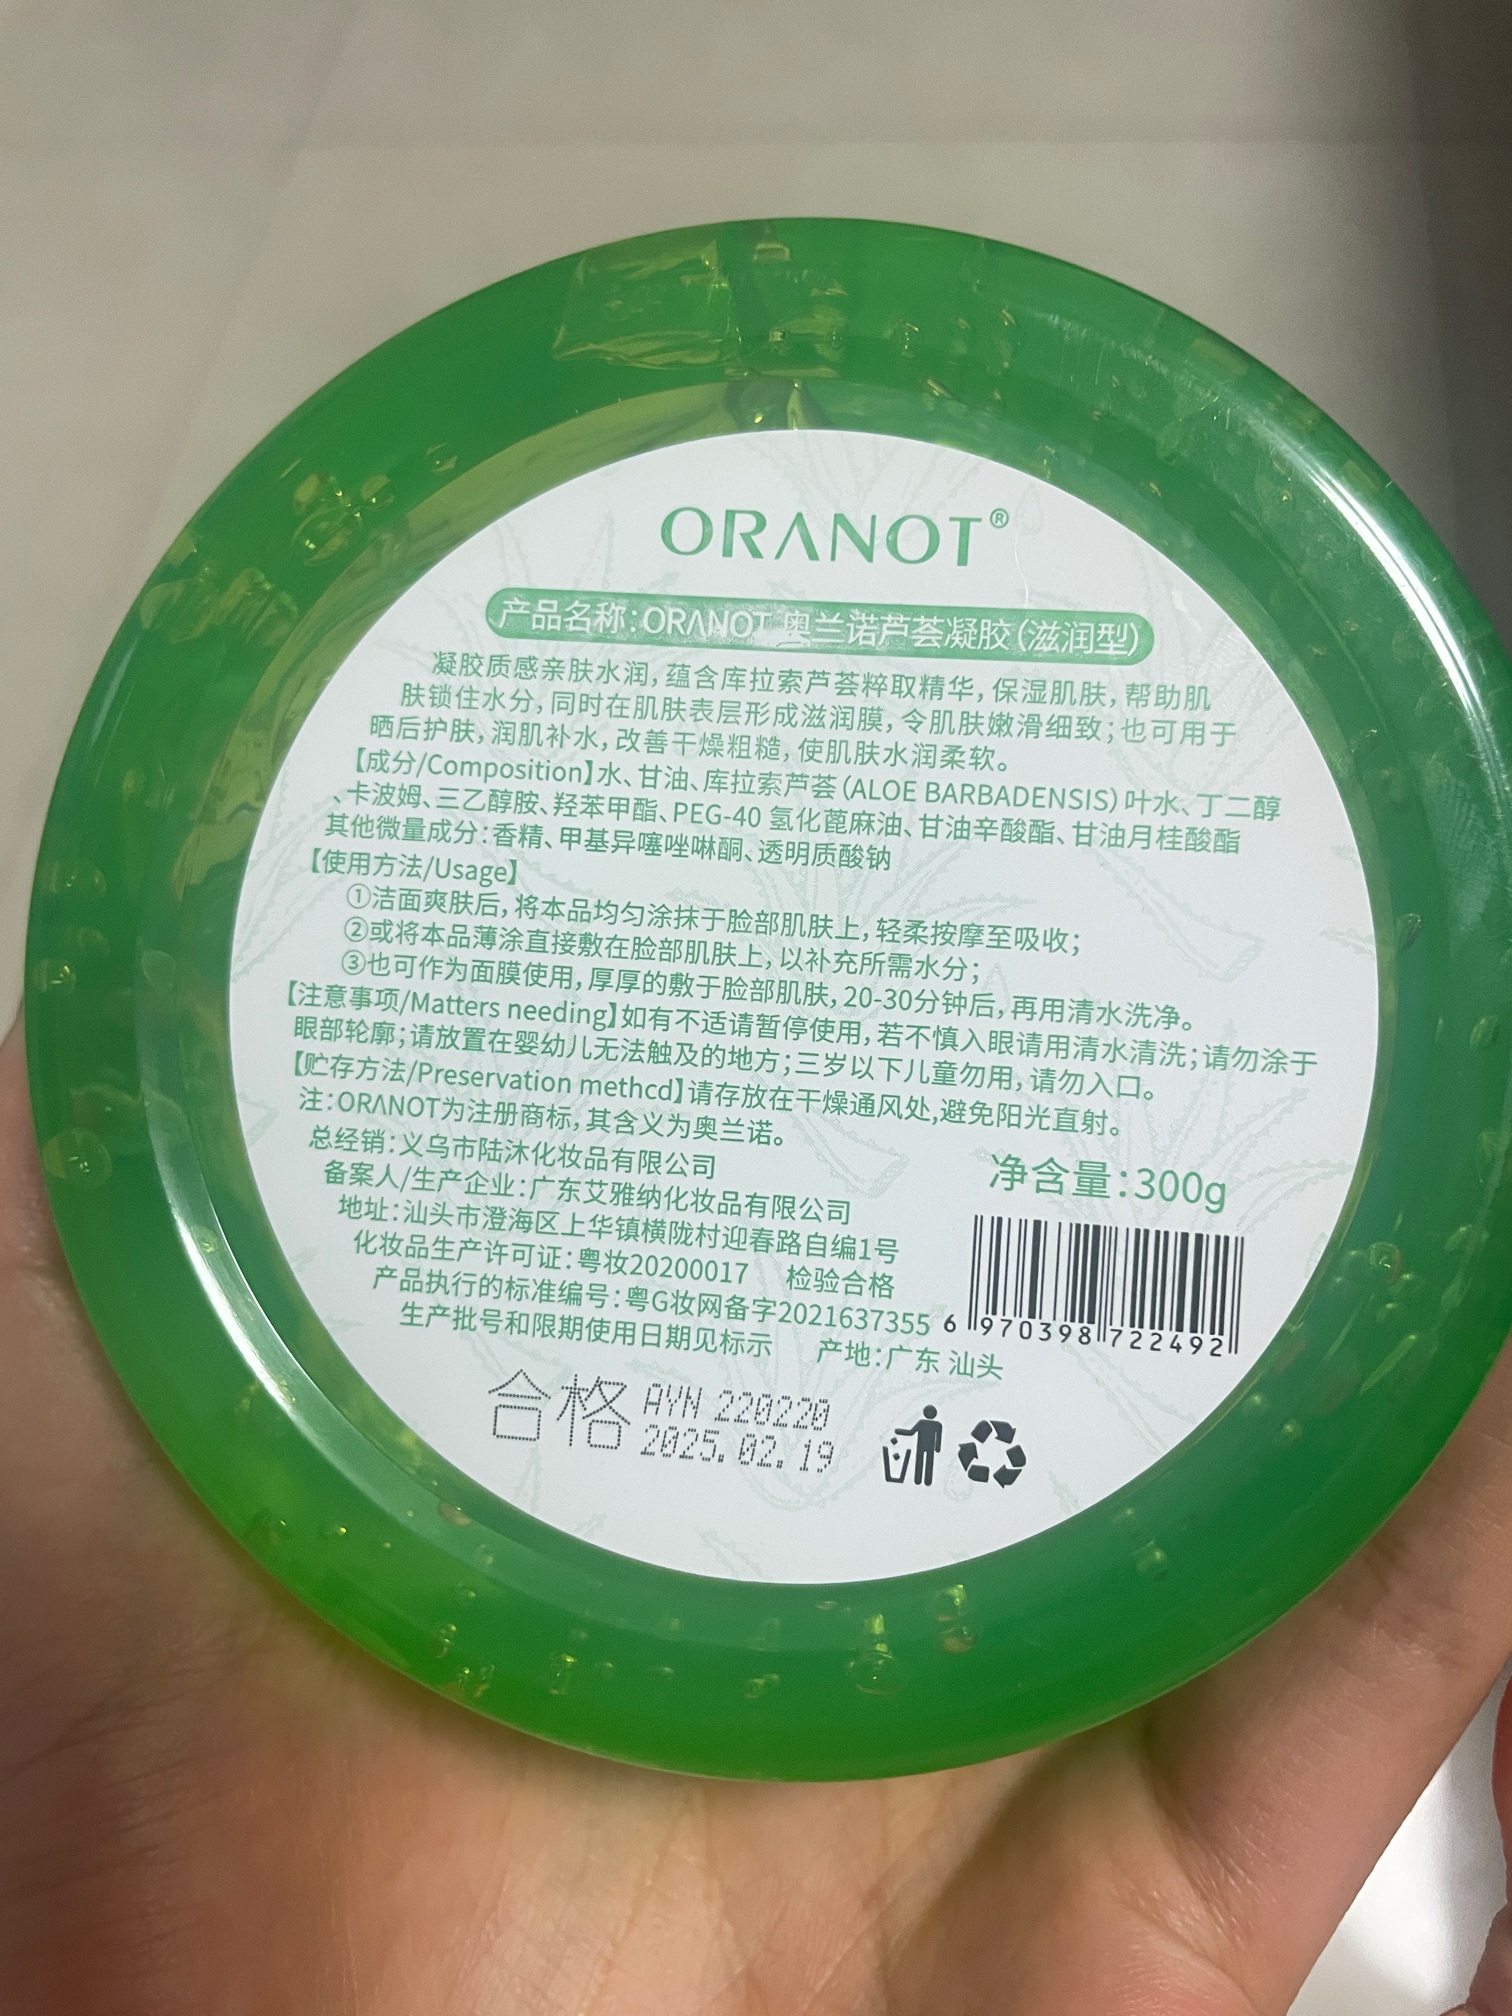 ORANOT®
产品名称:ORANOT 奥兰诺芦荟凝胶(滋润型)
凝胶质感亲肤水润,蕴含库拉索芦荟粹取精华,保湿肌肤,帮助肌
肤锁住水分,同时在肌肤表层形成滋润膜,令肌肤嫩滑细致;也可用于
晒后护肤,润肌补水,改善干燥粗糙,使肌肤水润柔软。
【成分/Composition】水、甘油、库拉索芦荟(ALOE BARBADENSIS)叶水、丁二醇
、卡波姆、三乙醇胺、羟苯甲酯、PEG-40 氢化蓖麻油、甘油辛酸酯、甘油月桂酸酯
其他微量成分:香精、甲基异噻唑啉酮、透明质酸钠
【使用方法/Usage】
①洁面爽肤后,将本品均匀涂抹于脸部肌肤上,轻柔按摩至吸收;
②或将本品薄涂直接敷在脸部肌肤上,以补充所需水分;
③也可作为面膜使用,厚厚的敷于脸部肌肤,20-30分钟后,再用清水洗净。
【注意事项/Matters needing】如有不适请暂停使用,若不慎入眼请用清水清洗;请勿涂于
眼部轮廓;请放置在婴幼儿无法触及的地方;三岁以下儿童勿用,请勿入口。
【贮存方法/Preservation methcd】请存放在干燥通风处,避免阳光直射。
注:ORANOT为注册商标,其含义为奥兰诺。
总经销:义乌市陆沐化妆品有限公司
备案人/生产企业:广东艾雅纳化妆品有限公司
地址:汕头市澄海区上华镇横陇村迎春路自编1号
化妆品生产许可证:粤妆20200017 检验合格
产品执行的标准编号:粤G妆网备字2021637355
生产批号和限期使用日期见标示 产地:广东 汕头
净含量:300g
6 970398 722492
合格 AYN 220220
2025.02.19